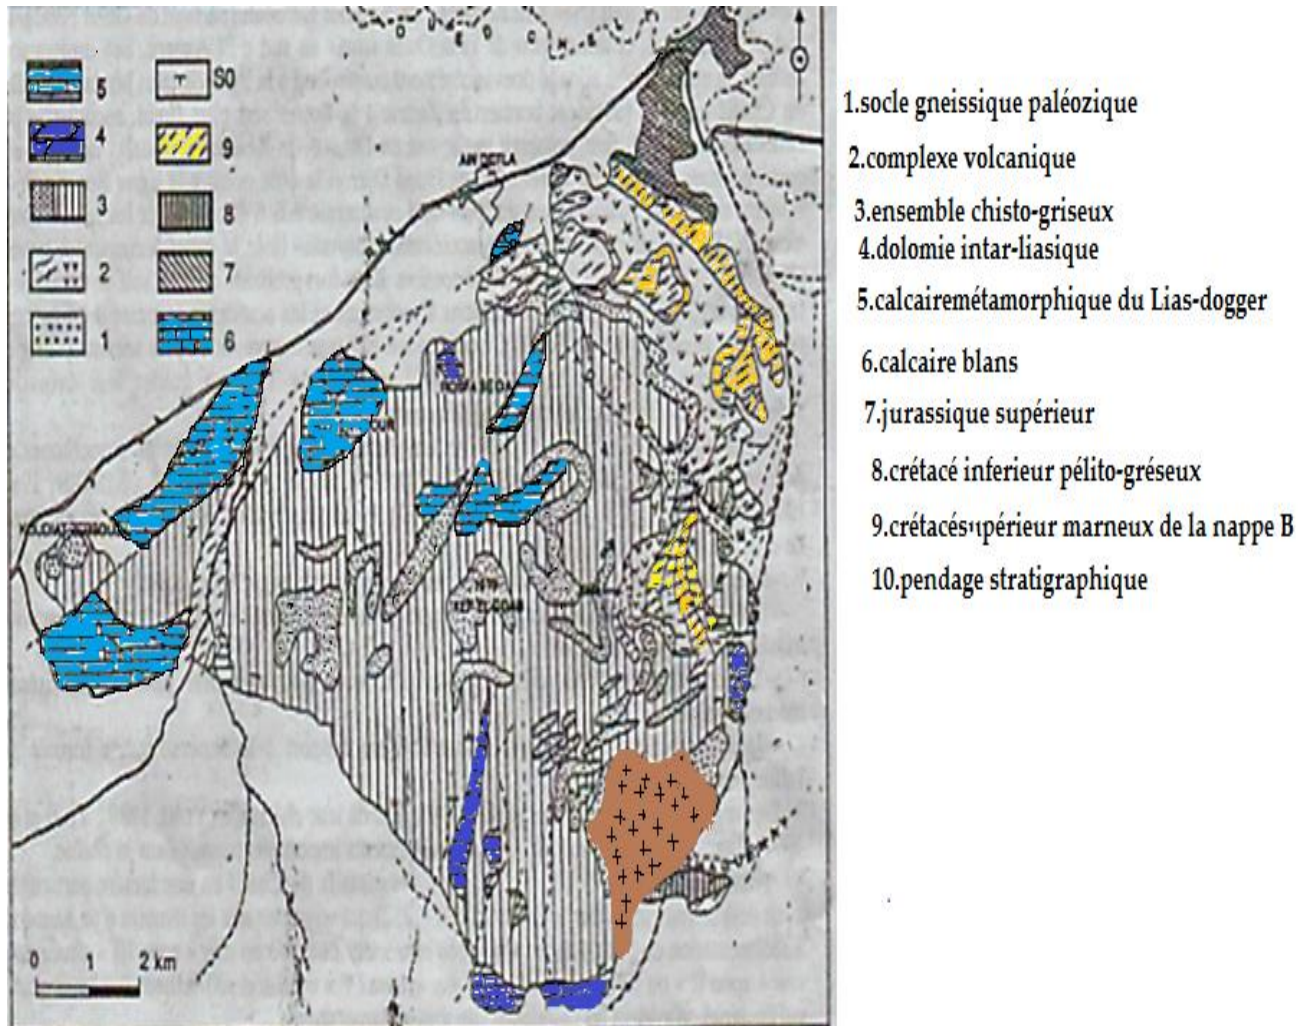 5
SO
4
9
3
8
2
7
1
6
AIN DEFLA
0 1 2 km
1.socle gneissique paléozique
2.complexe volcanique
3.ensemble chisto-griseux
4.dolomie intar-liasique
5.calcairemétamorphique du Lias-dogger
6.calcaire blans
7.jurassique supérieur
8.crétacé inferieur pélito-gréseux
9.crétacés upérieur marneux de la nappe B
10.pendage stratigraphique